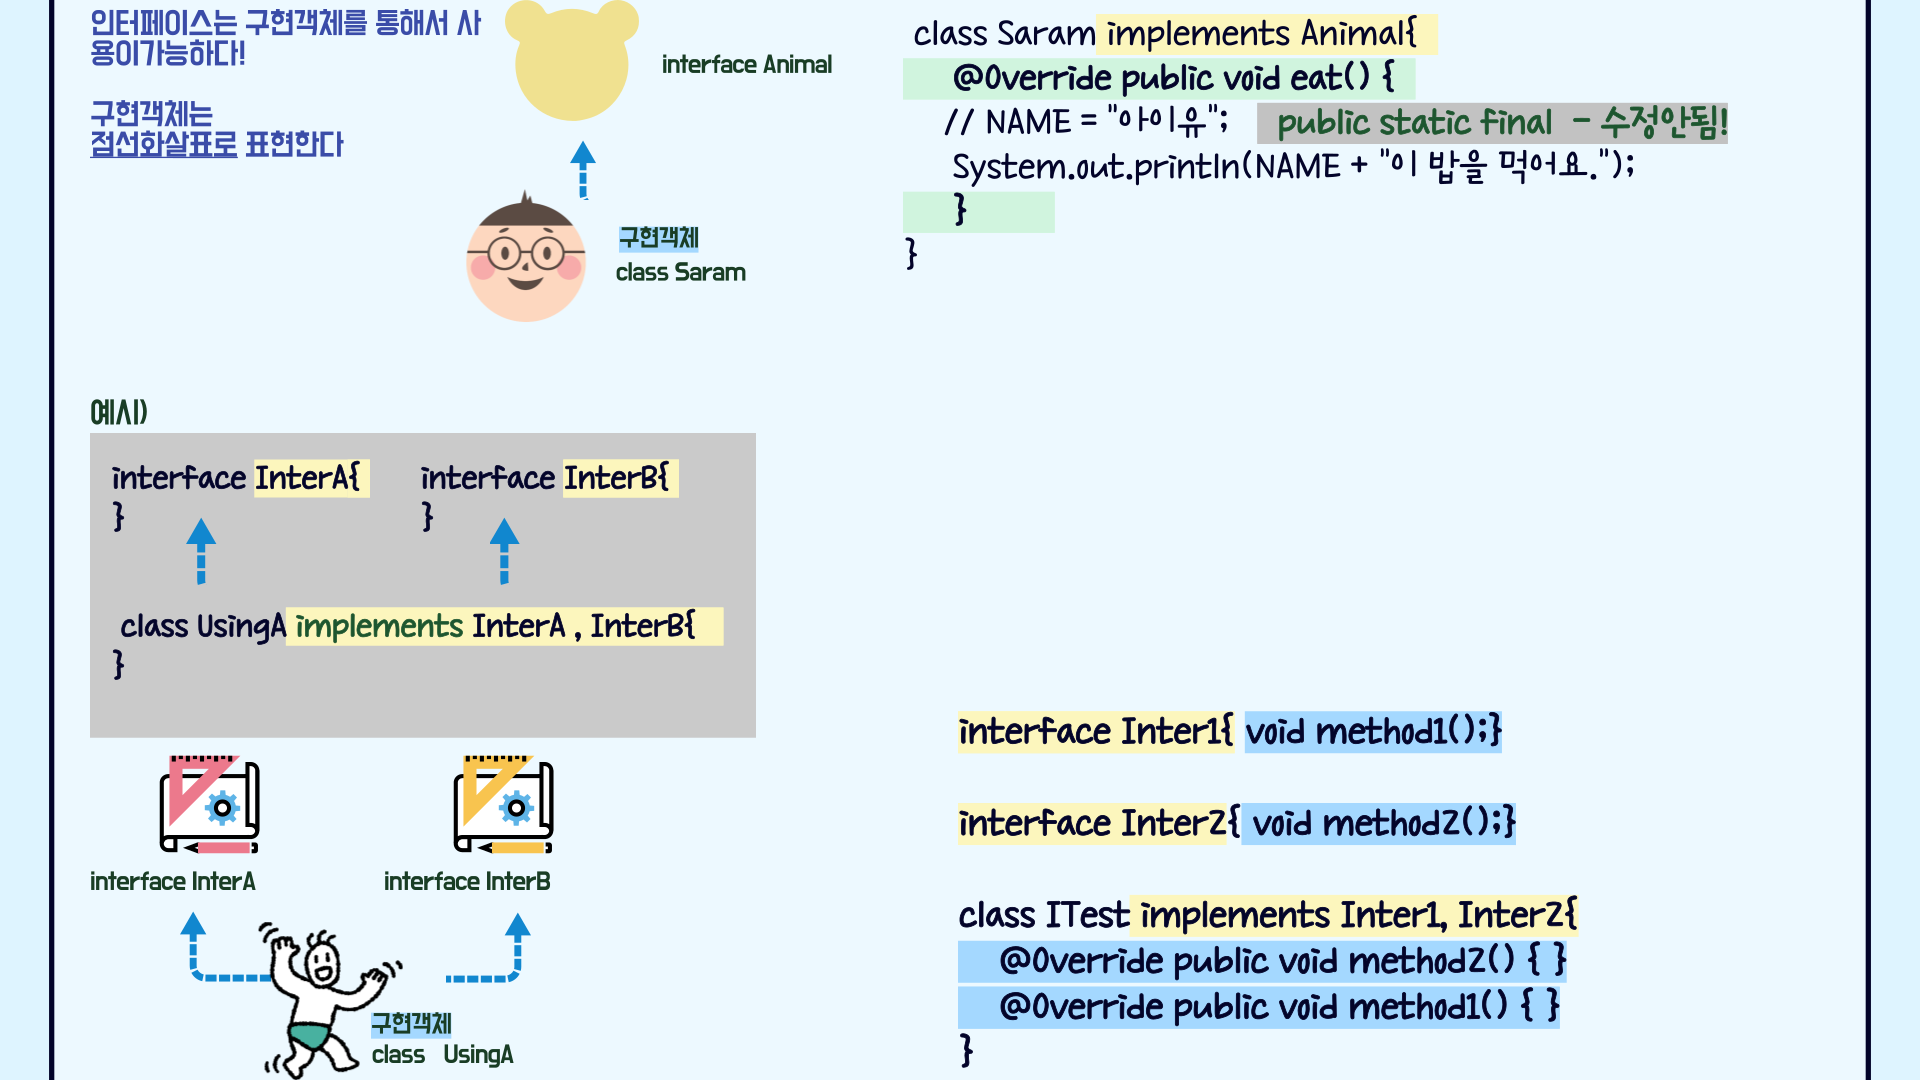 인터페이스는 구현객체를 통해서 사
용이가능하다!
구현객체는
점선화살표로 표현한다
interface Animal
구현객체
class Saram
class Saram implements Animal{
@Override public void eat() {
// NAME = "아이유"; public static final - 수정안됨!
System.out.println(NAME + "이 밥을 먹어요.");
}
}
예시)
interface InterA{
}
interface InterB{
}
class UsingA implements InterA , InterB{
}
interface InterA
interface InterB
구현객체
class UsingA
interface Inter1{ void method1();}
interface Inter2{ void method2();}
class ITest implements Inter1, Inter2{
@Override public void method2() { }
@Override public void method1() { }
}